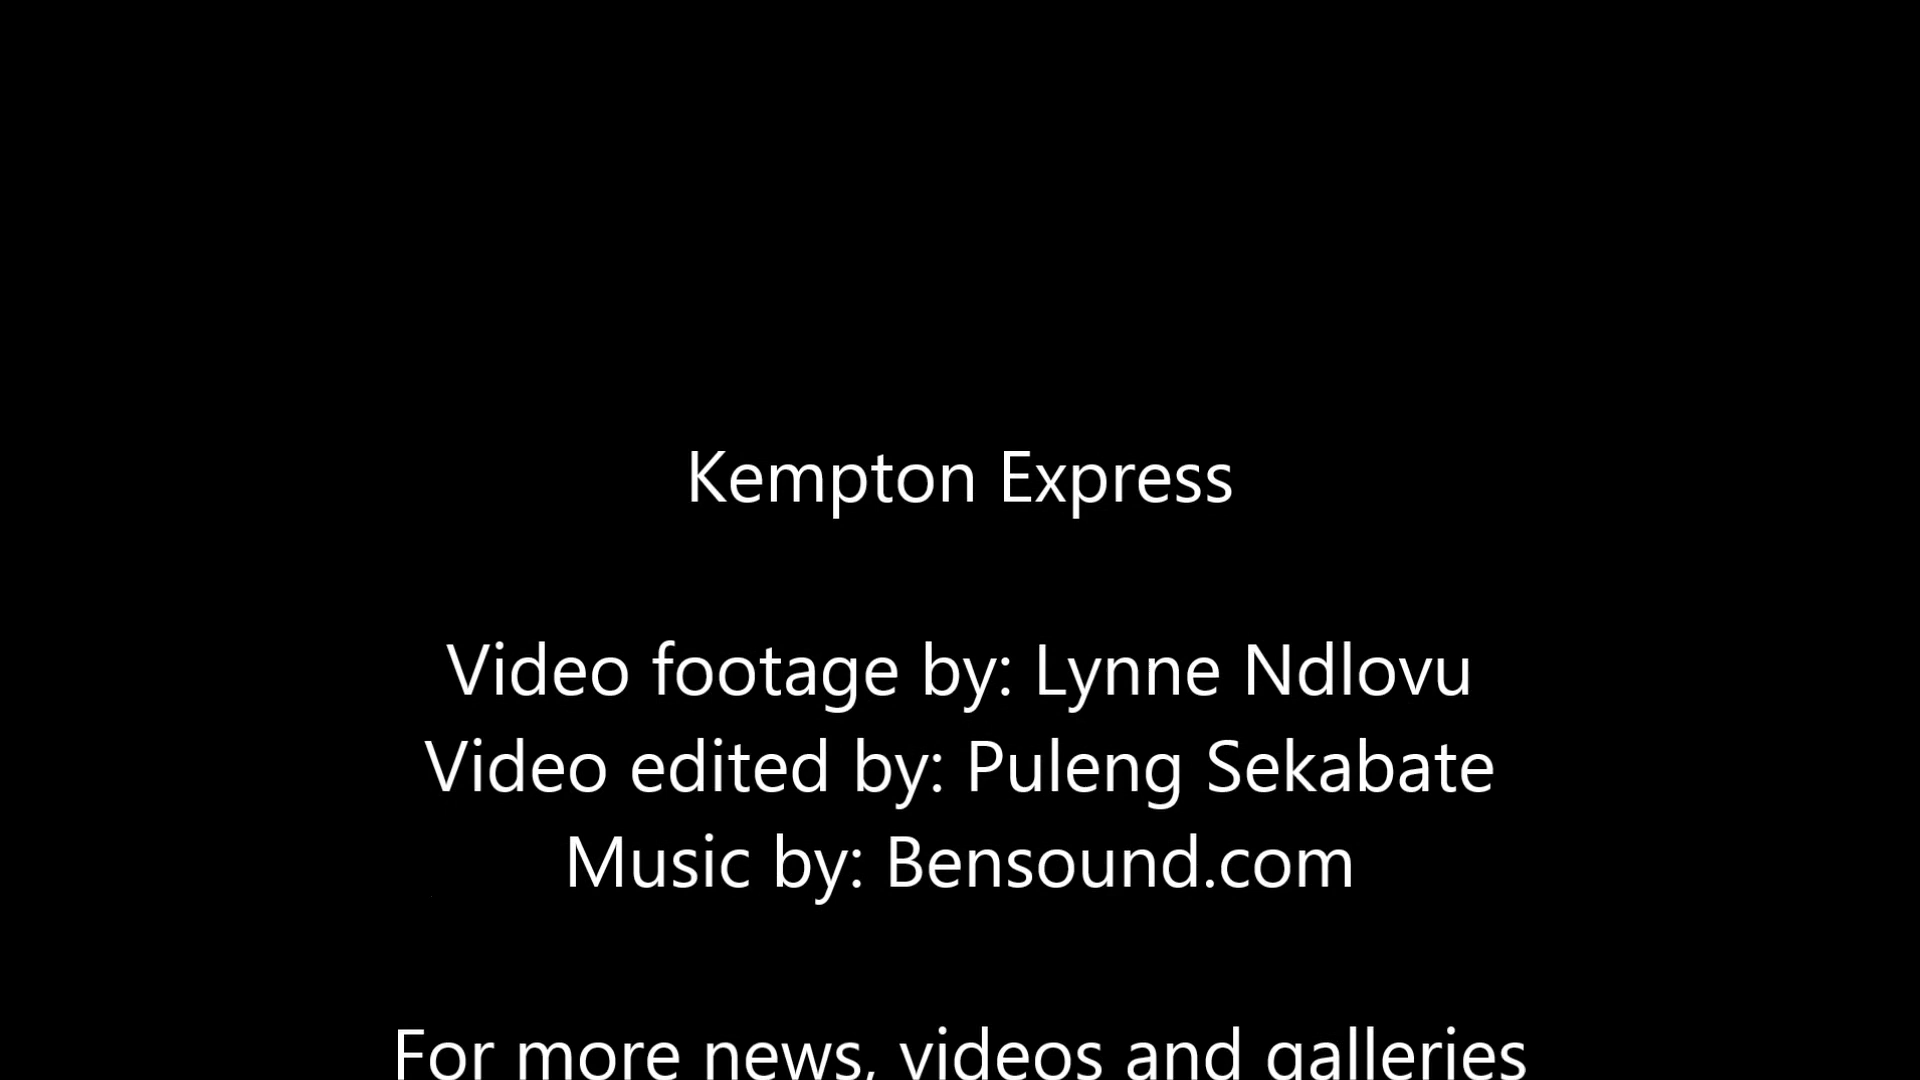 Kempton Express
Video footage by: Lynne Ndlovu
Video edited by: Puleng Sekabate
Music by: Bensound.com
For more news, videos and galleries